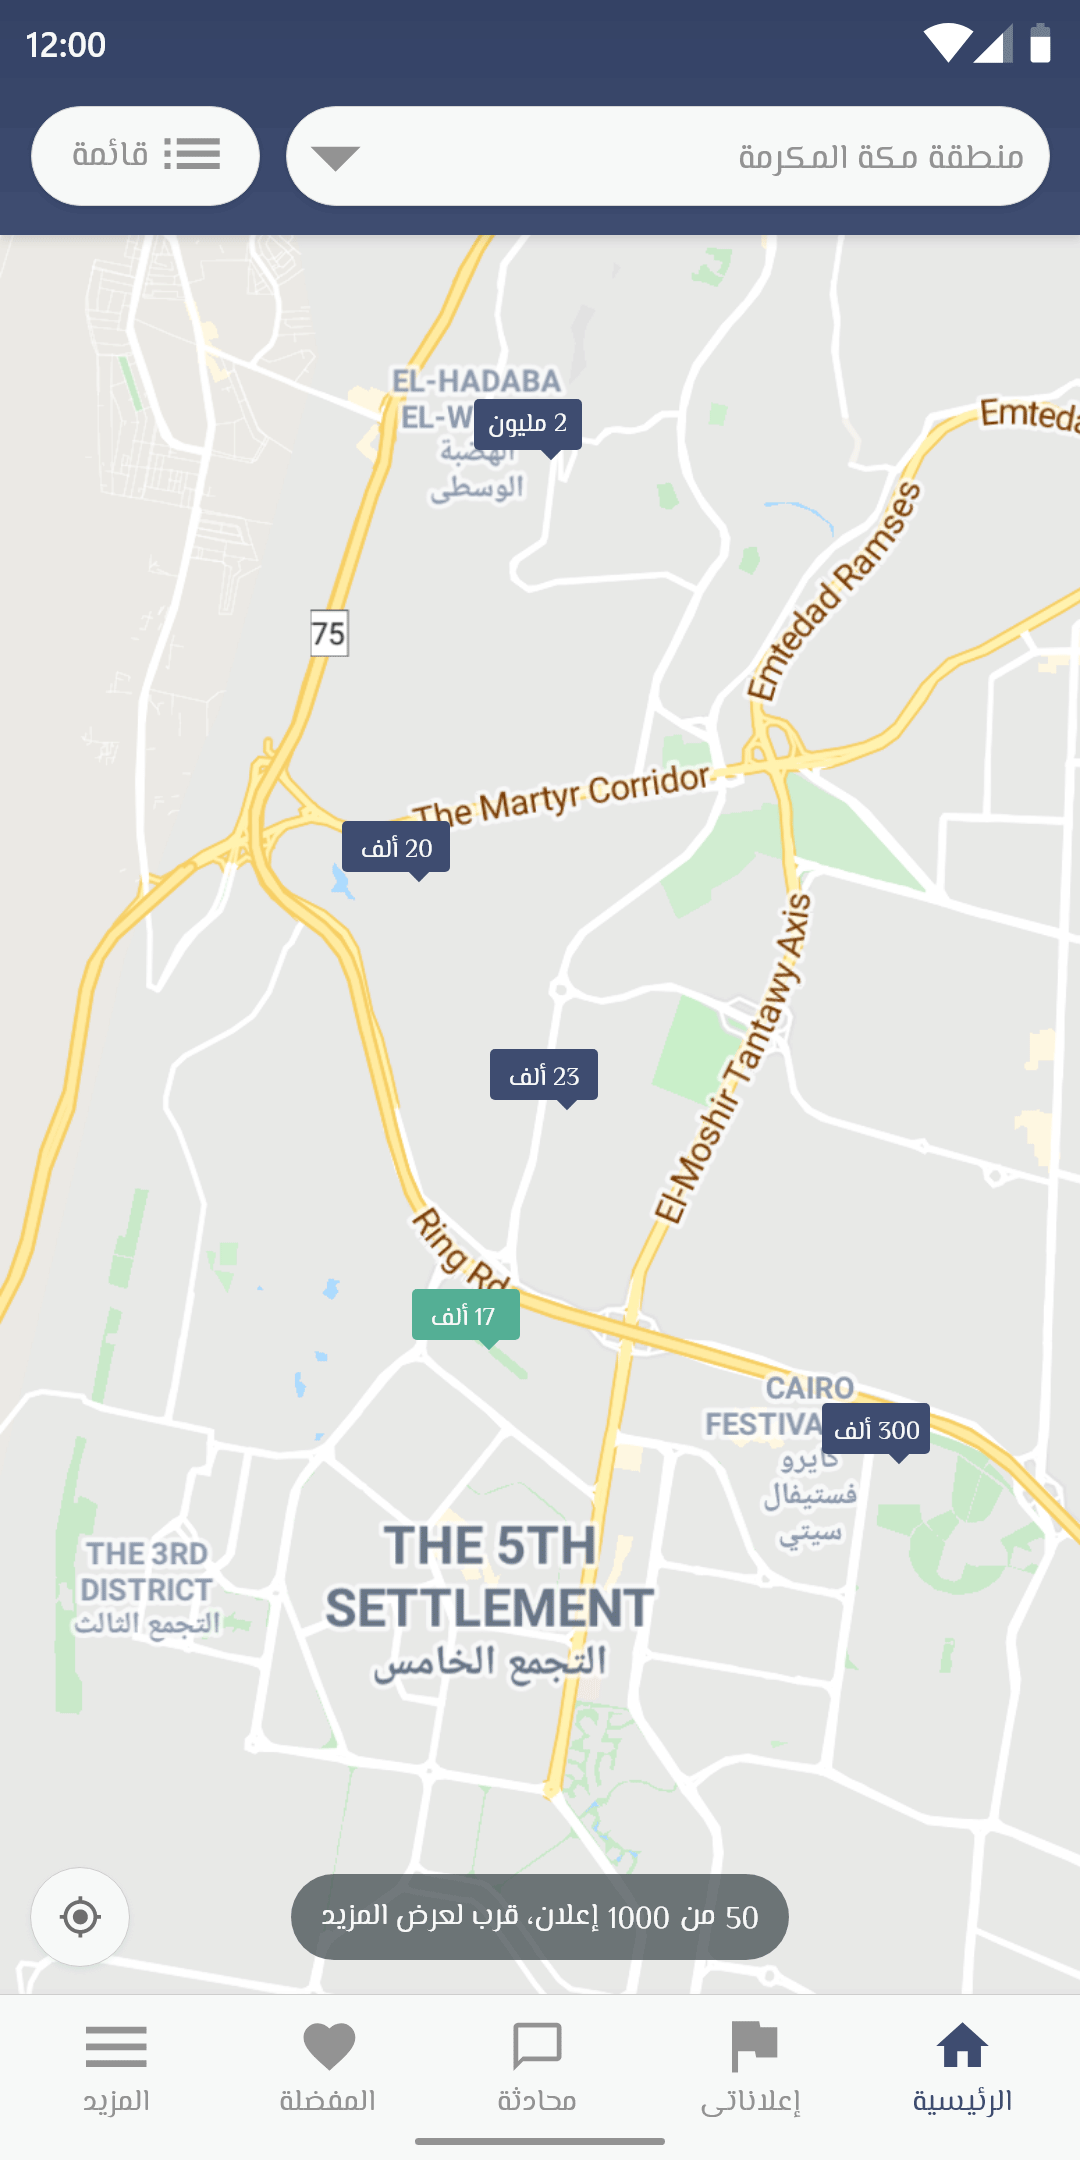 12:00
منطقة مكة المكرمة
قائمة
EL-HADABA
EL-W
2 مليون
الهضبة
الوسطى
Emteda
Emtedad Ramses
75
The Martyr Corridor
20 ألف
El-Moshir Tantawy Axis
23 ألف
Ring Rd
17 ألف
CAIRO
FESTIVA
300 ألف
كايرو
فستيفال
سيتي
THE 5TH
SETTLEMENT
التجمع الخامس
THE 3RD
DISTRICT
التجمع الثالث
50 من 1000 إعلان، قرب لعرض المزيد
الرئيسية
إعلاناتى
محادثة
المفضلة
المزيد